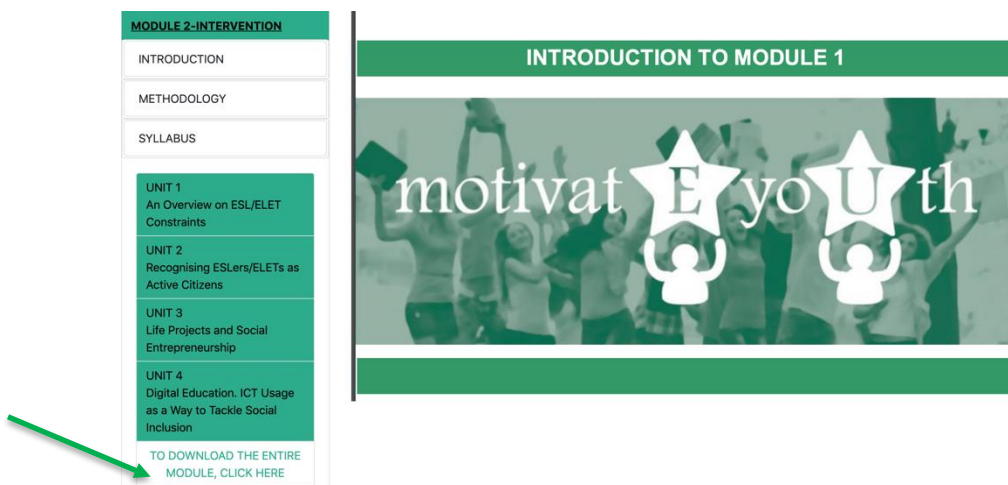 MODULE 2-INTERVENTION
INTRODUCTION
METHODOLOGY
SYLLABUS
UNIT 1
An Overview on ESL/ELET
Constraints
UNIT 2
Recognising ESLers/ELETs as
Active Citizens
UNIT 3
Life Projects and Social
Entrepreneurship
UNIT 4
Digital Education. ICT Usage
as a Way to Tackle Social
Inclusion
TO DOWNLOAD THE ENTIRE
MODULE, CLICK HERE
INTRODUCTION TO MODULE 1
motivatEyoUth